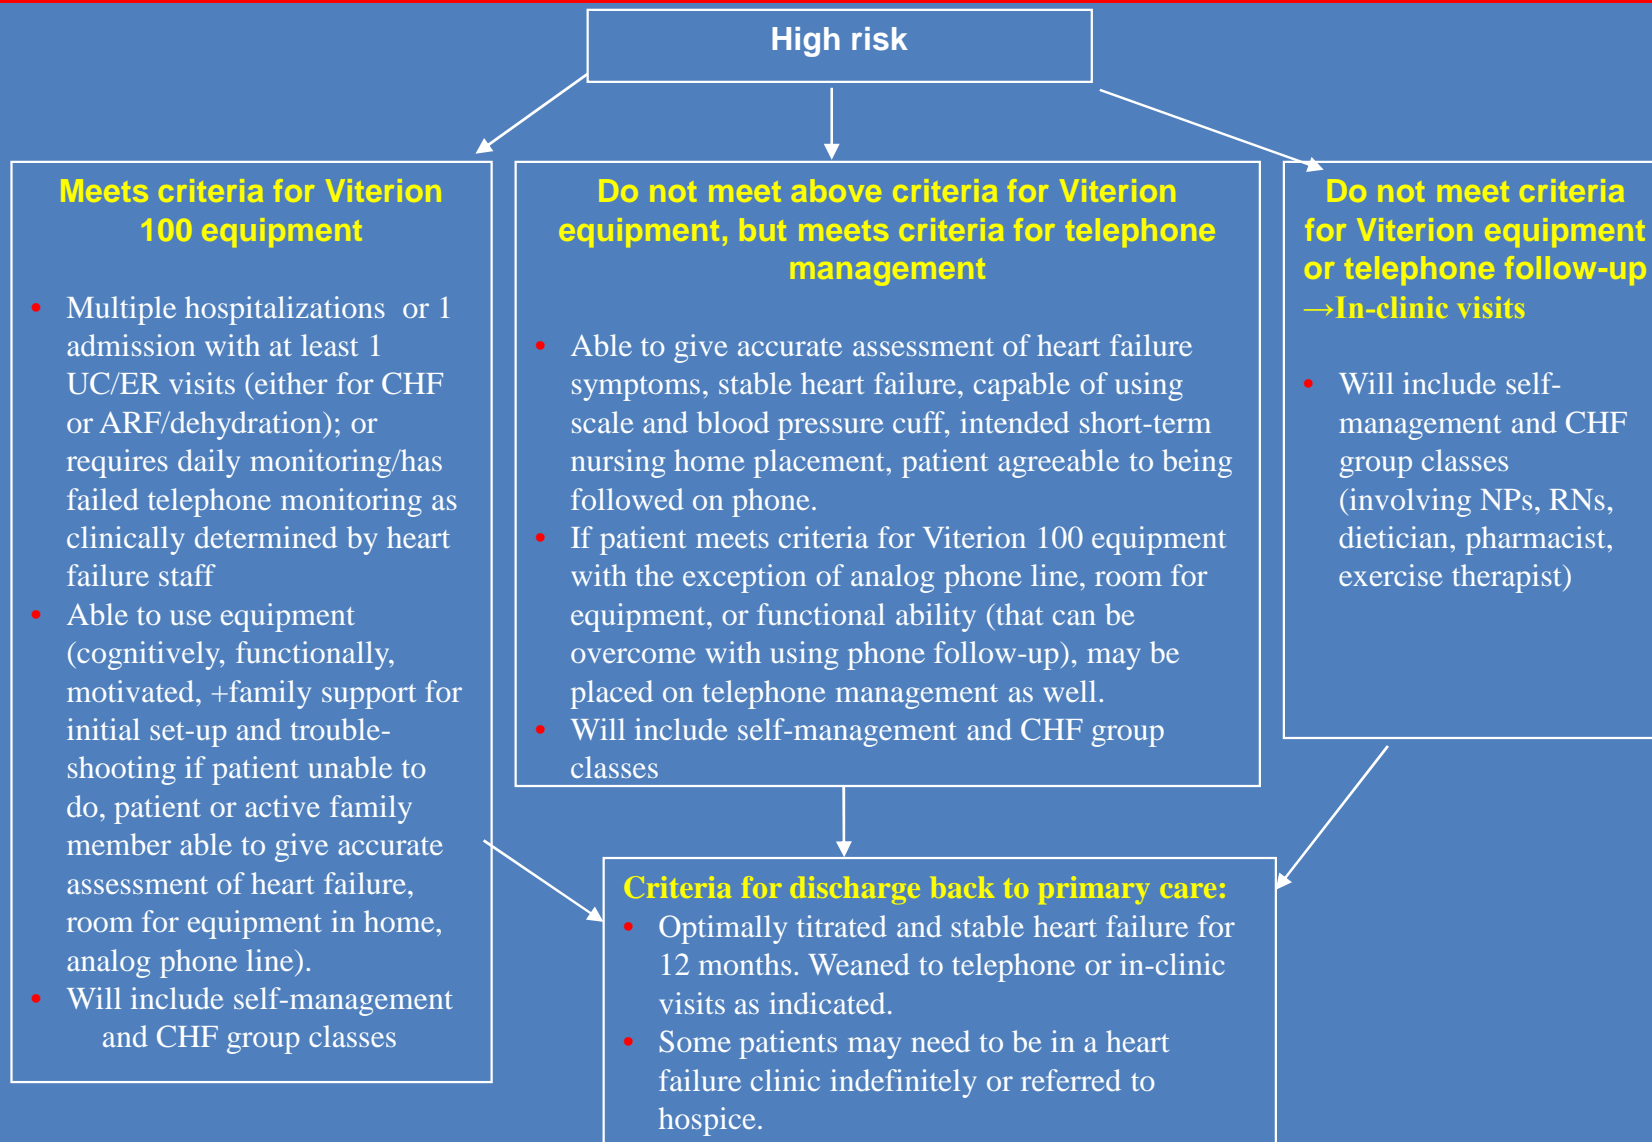 High risk
Meets criteria for Viterion
100 equipment
• Multiple hospitalizations or 1
admission with at least 1
UC/ER visits (either for CHF
or ARF/dehydration); or
requires daily monitoring/has
failed telephone monitoring as
clinically determined by heart
failure staff
• Able to use equipment
(cognitively, functionally,
motivated, +family support for
initial set-up and trouble-
shooting if patient unable to
do, patient or active family
member able to give accurate
assessment of heart failure,
room for equipment in home,
analog phone line).
• Will include self-management
and CHF group classes
Do not meet above criteria for Viterion
equipment, but meets criteria for telephone
management
• Able to give accurate assessment of heart failure
symptoms, stable heart failure, capable of using
scale and blood pressure cuff, intended short-term
nursing home placement, patient agreeable to being
followed on phone.
• If patient meets criteria for Viterion 100 equipment
with the exception of analog phone line, room for
equipment, or functional ability (that can be
overcome with using phone follow-up), may be
placed on telephone management as well.
• Will include self-management and CHF group
classes
Do not meet criteria
for Viterion equipment
or telephone follow-up
→In-clinic visits
• Will include self-
management and CHF
group classes
(involving NPs, RNs,
dietician, pharmacist,
exercise therapist)
Criteria for discharge back to primary care:
• Optimally titrated and stable heart failure for
12 months. Weaned to telephone or in-clinic
visits as indicated.
• Some patients may need to be in a heart
failure clinic indefinitely or referred to
hospice.